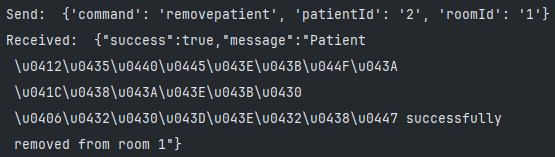 Send:  {'command': 'removepatient', 'patientId': '2', 'roomId': '1'}
Received:  {"success":true,"message":"Patient
\u0412\u0435\u0440\u0445\u043E\u043B\u044F\u043A
\u041C\u0438\u043A\u043E\u043B\u0430
\u0406\u0432\u0430\u043D\u043E\u0432\u0438\u0447 successfully
removed from room 1"}